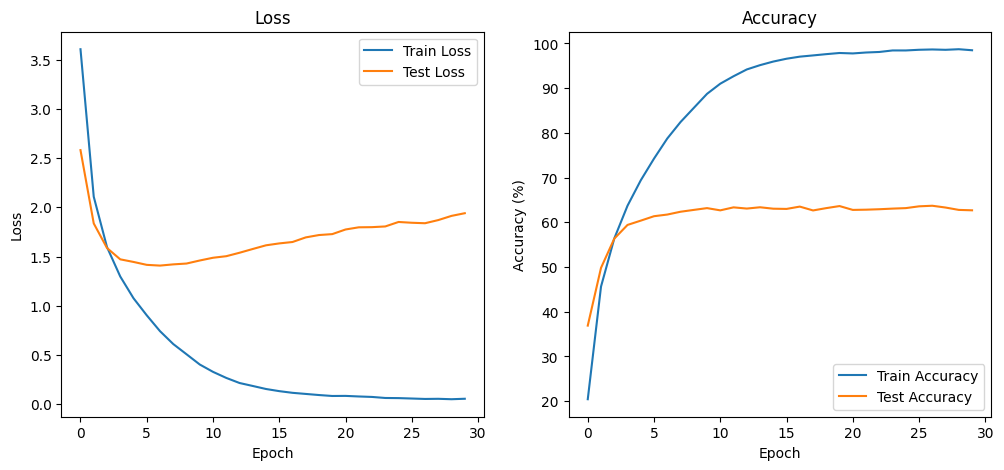 Loss
3.5
3.0
2.5
2.0
1.5
1.0
0.5
0.0
Loss
Train Loss
Test Loss
0 5 10 15 20 25 30
Epoch
Accuracy
100
90
80
70
60
50
40
30
20
Accuracy (%)
Train Accuracy
Test Accuracy
0 5 10 15 20 25 30
Epoch